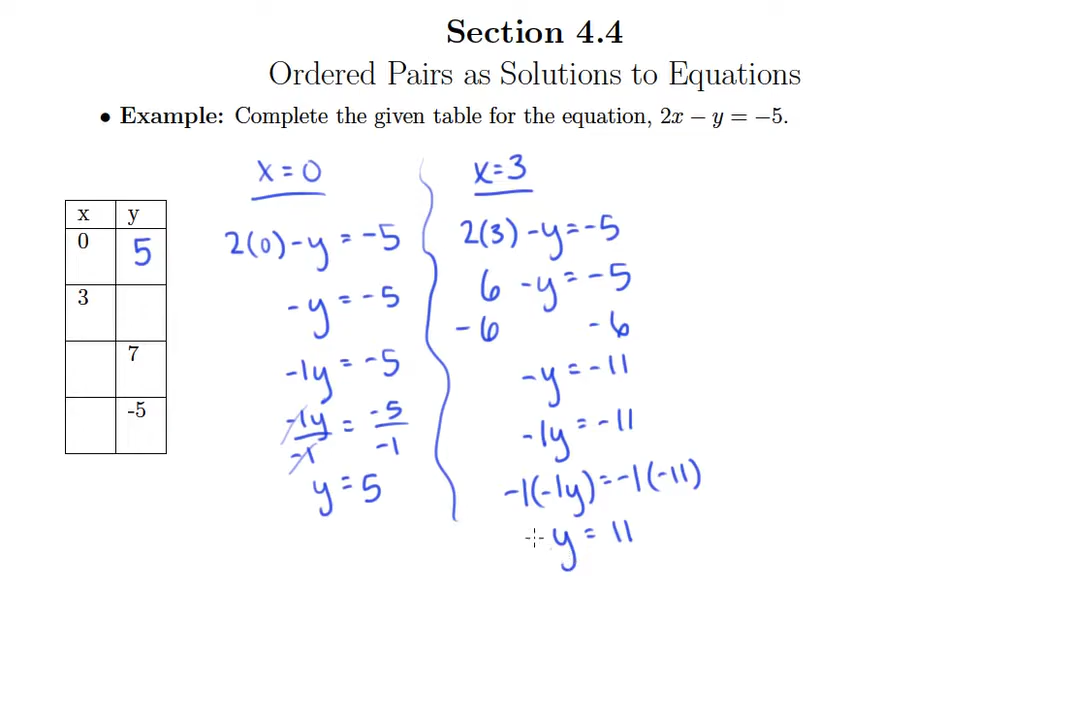 Section 4.4
Ordered Pairs as Solutions to Equations
• Example: Complete the given table for the equation, 2x − y = −5.
x y
0 5
3
7
-5
x = 0
2(0) - y = -5
-y = -5
-1y = -5
-1y/-1 = -5/-1
y = 5
x = 3
2(3) - y = -5
6 - y = -5
-6 -6
-y = -11
-1y = -11
-1(-1y) = -1(-11)
y = 11